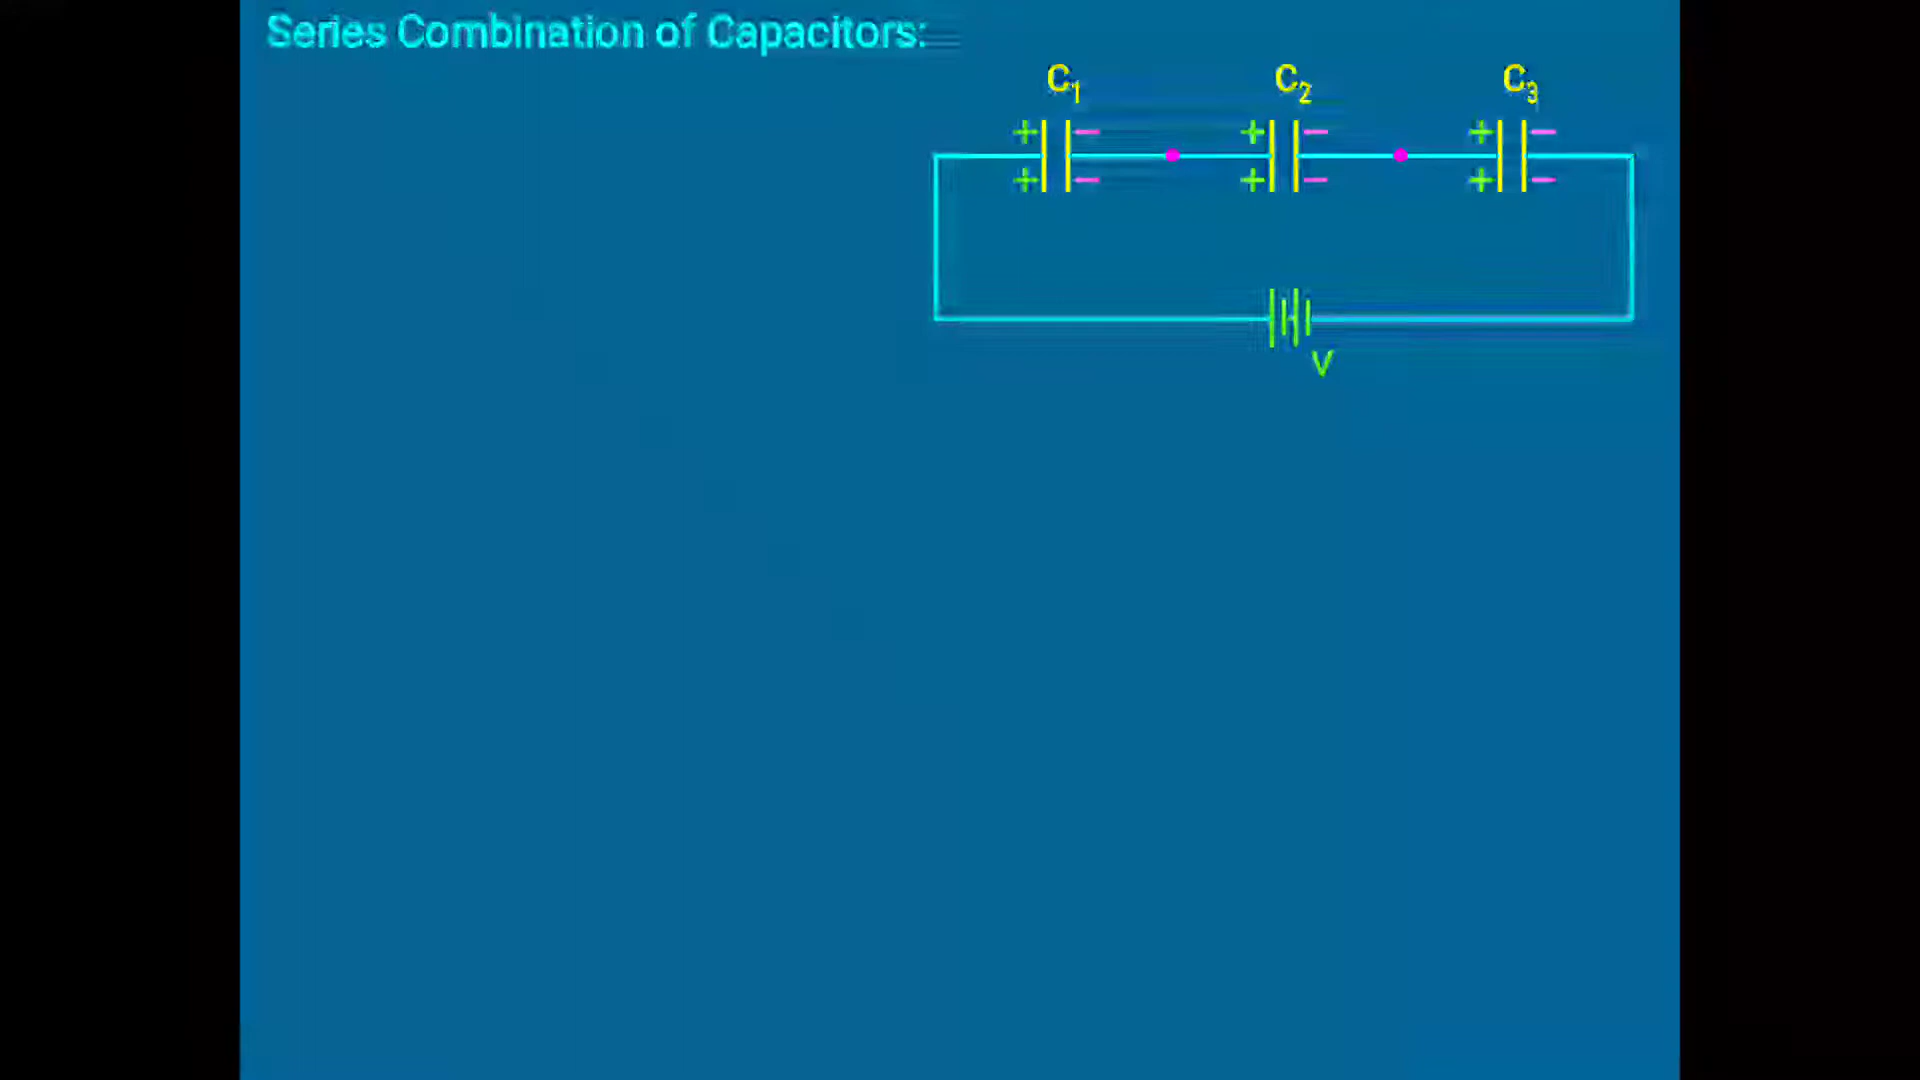 Series Combination of Capacitors:
C₁ C₂ C₃
+ − + − + −
+ − + − + −
V